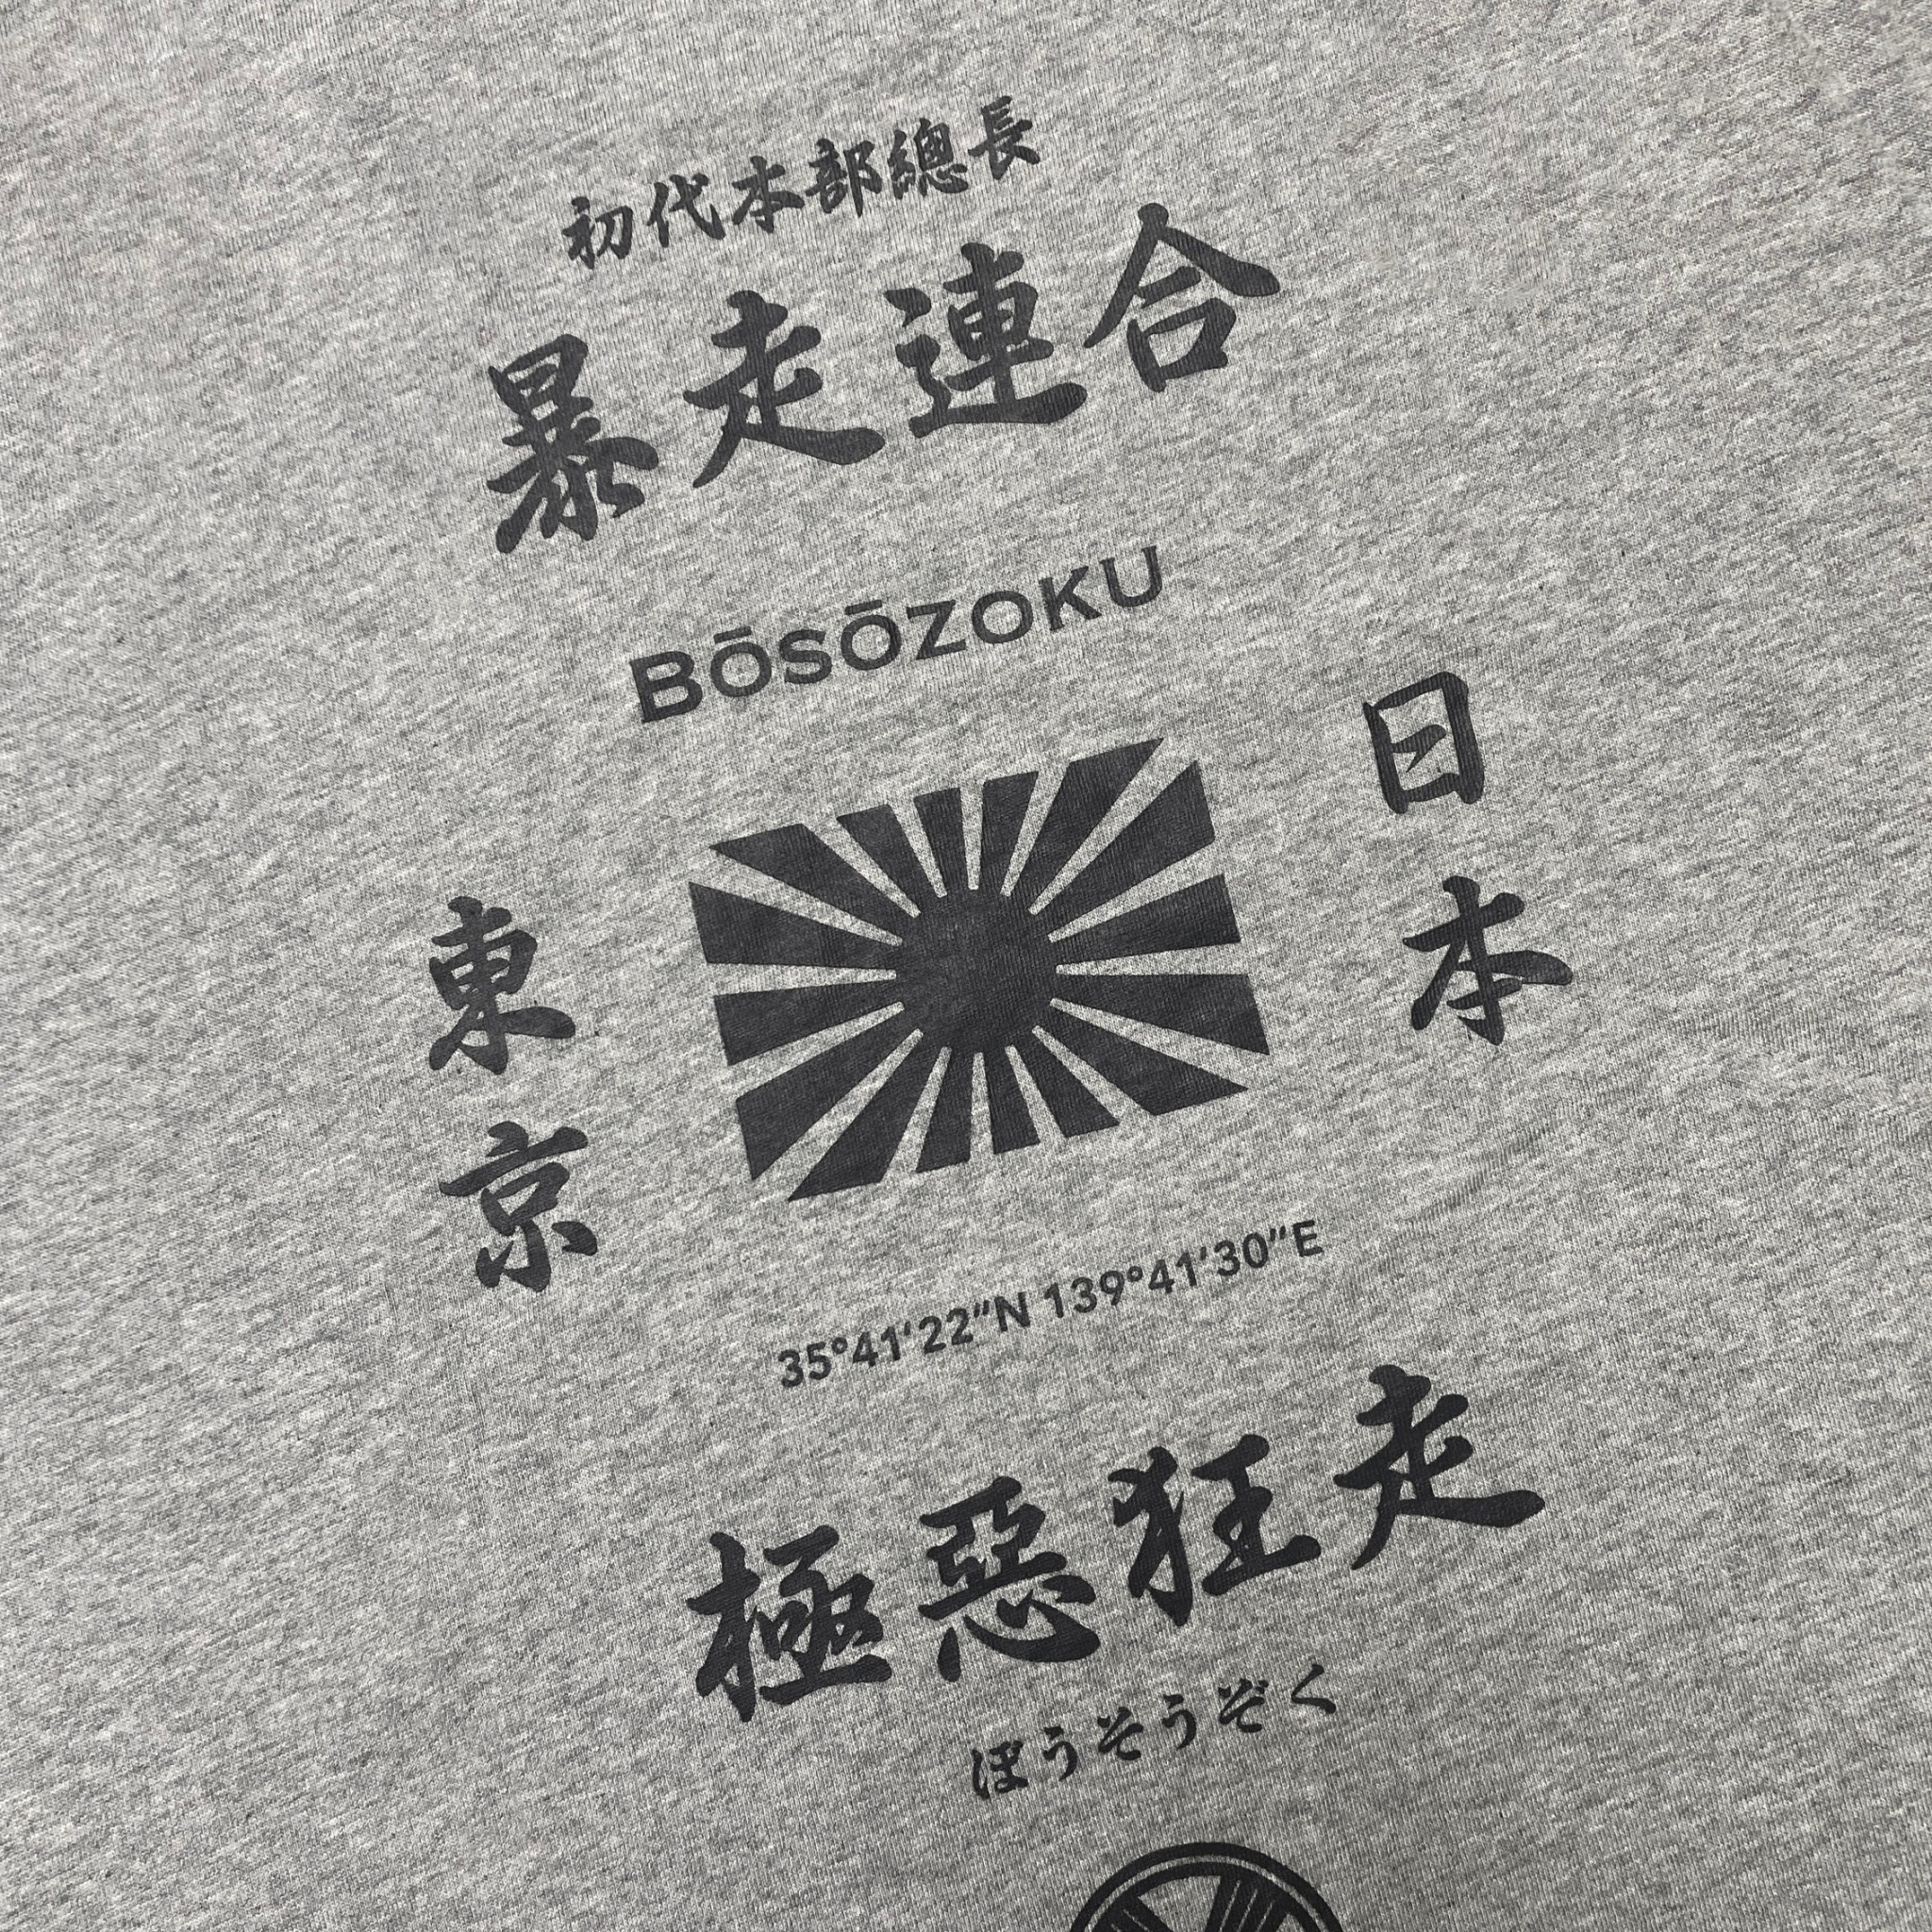 初代本部總長
暴走連合
BŌSŌZOKU
日本
東京
35°41'22"N 139°41'30"E
極惡狂走
ぼうそうぞく